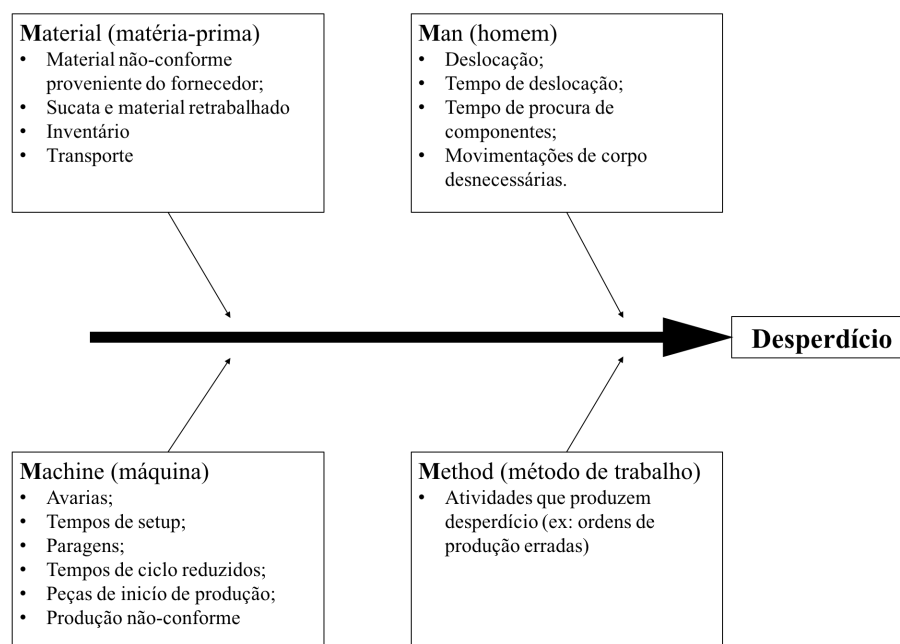 Material (matéria-prima)
• Material não-conforme
proveniente do fornecedor;
• Sucata e material retrabalhado
• Inventário
• Transporte
Man (homem)
• Deslocação;
• Tempo de deslocação;
• Tempo de procura de
componentes;
• Movimentações de corpo
desnecessárias.
Desperdício
Machine (máquina)
• Avarias;
• Tempos de setup;
• Paragens;
• Tempos de ciclo reduzidos;
• Peças de inicío de produção;
• Produção não-conforme
Method (método de trabalho)
• Atividades que produzem
desperdício (ex: ordens de
produção erradas)